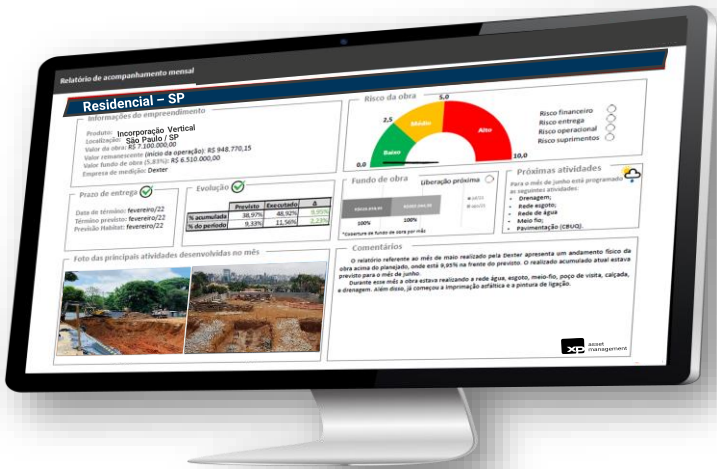 Relatório de acompanhamento mensal
Residencial – SP
Informações do empreendimento
Produto: Incorporação Vertical
Localização: São Paulo / SP
Valor da obra: R$ 7.100.000,00
Valor remanescente (início da operação): R$ 948.770,15
Valor fundo de obra (5,83%): R$ 6.510.000,00
Empresa de medição: Dexter
Risco da obra
0,0
2,5
5,0
10,0
Baixo
Médio
Alto
Risco financeiro
Risco entrega
Risco operacional
Risco suprimentos
Prazo de entrega
Data de término: fevereiro/22
Término previsto: fevereiro/22
Previsão Habitat: fevereiro/22
Evolução
Previsto Executado Δ
% acumulada 38,97% 48,92% 9,95%
% do período 9,33% 11,56% 2,23%
Fundo de obra
Liberação próxima
100% 100%
*Cobertura de fundo de obra por mês
Próximas atividades
Para o mês de junho está programado
as seguintes atividades:
- Drenagem;
- Rede esgoto;
- Rede de água
- Meio fio;
- Pavimentação (CBUQ).
Foto das principais atividades desenvolvidas no mês
Comentários
O relatório referente ao mês de maio realizado pela Dexter apresenta um andamento físico da
obra acima do planejado, onde está 9,95% na frente do previsto. O realizado acumulado atual estava
previsto para o mês de junho.
Durante esse mês a obra estava realizando a rede água, esgoto, meio-fio, poço de visita, calçada,
e drenagem. Além disso, já começou a imprimação asfáltica e a pintura de ligação.
xp asset
management